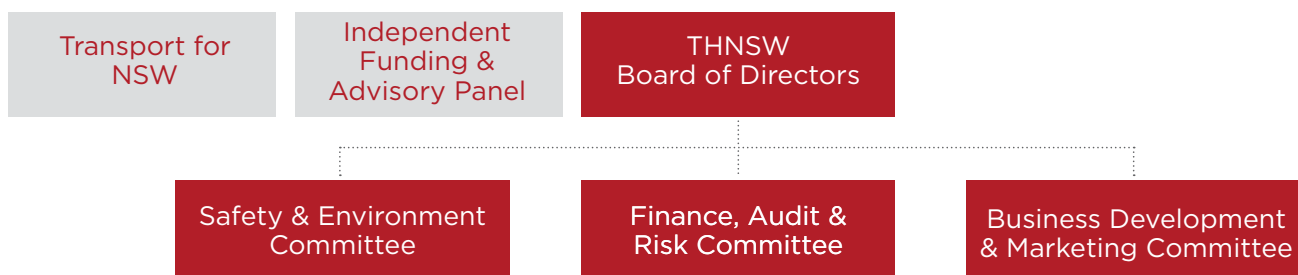 Transport for
NSW
Independent
Funding &
Advisory Panel
THNSW
Board of Directors
Safety & Environment
Committee
Finance, Audit &
Risk Committee
Business Development
& Marketing Committee